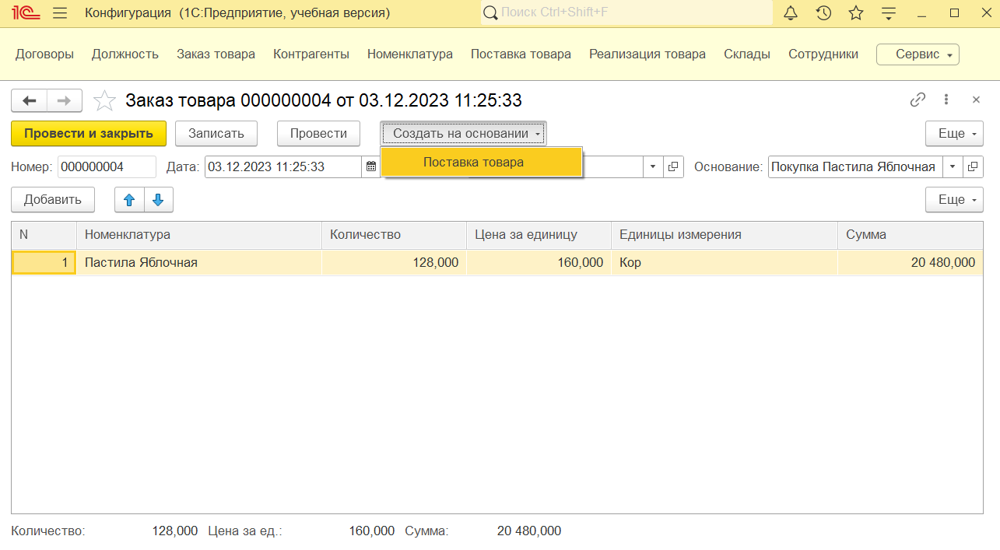 1С Конфигурация (1С:Предприятие, учебная версия) Поиск Ctrl+Shift+F
Договоры Должность Заказ товара Контрагенты Номенклатура Поставка товара Реализация товара Склады Сотрудники Сервис
Заказ товара 000000004 от 03.12.2023 11:25:33
Провести и закрыть Записать Провести Создать на основании Еще
Поставка товара
Номер: 000000004 Дата: 03.12.2023 11:25:33 Основание: Покупка Пастила Яблочная
Добавить Еще
N Номенклатура Количество Цена за единицу Единицы измерения Сумма
1 Пастила Яблочная 128,000 160,000 Кор 20 480,000
Количество: 128,000 Цена за ед.: 160,000 Сумма: 20 480,000